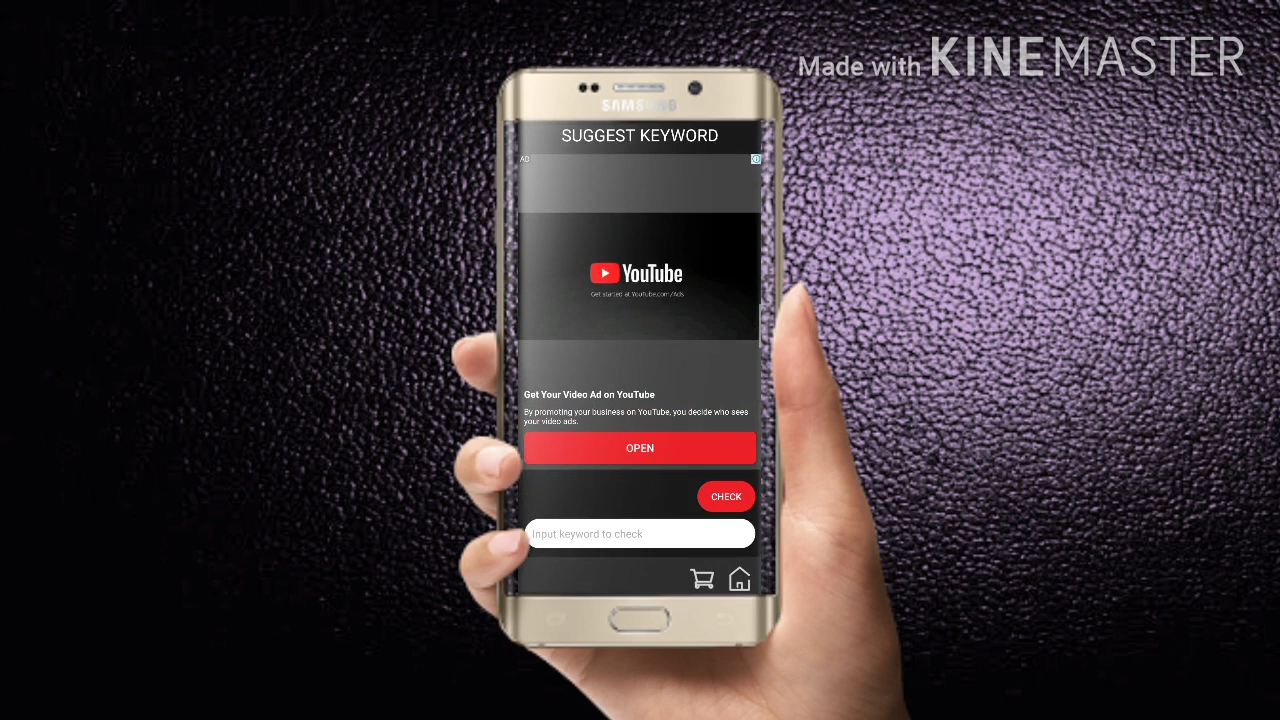 Made with KINEMASTER
SAMSUNG
SUGGEST KEYWORD
AD
YouTube
Get started at YouTube.com/Ads
Get Your Video Ad on YouTube
By promoting your business on YouTube, you decide who sees
your video ads.
OPEN
CHECK
Input keyword to check